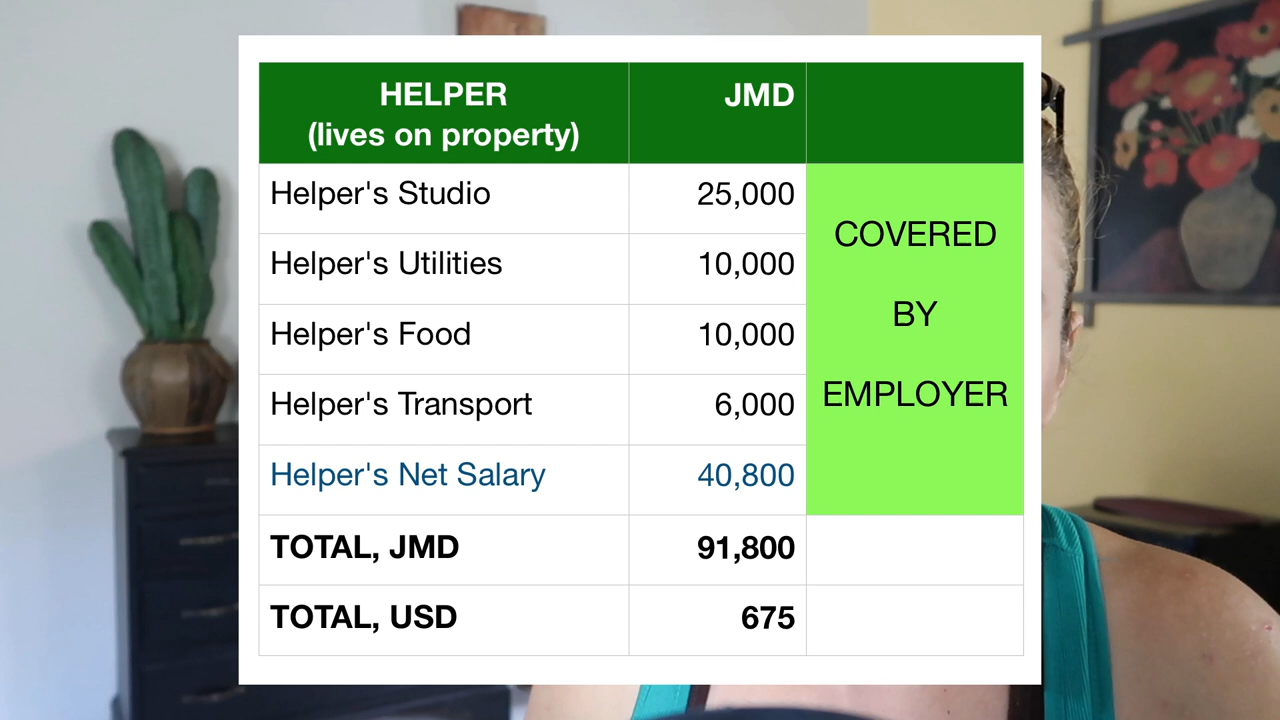 HELPER JMD
(lives on property)
Helper's Studio 25,000
Helper's Utilities 10,000
Helper's Food 10,000
Helper's Transport 6,000
Helper's Net Salary 40,800
COVERED
BY
EMPLOYER
TOTAL, JMD 91,800
TOTAL, USD 675